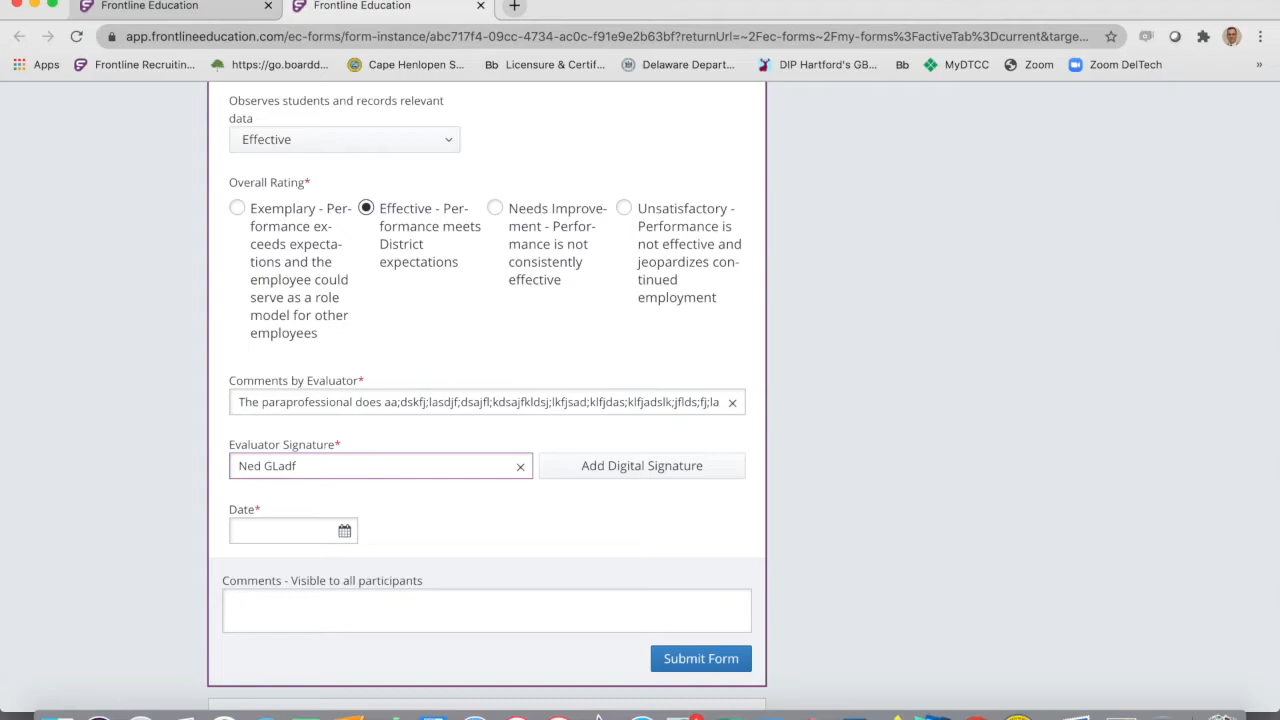 Frontline Education
Frontline Education
app.frontlineeducation.com/ec-forms/form-instance/abc717f4-09cc-4734-ac0c-f91e9e2b63bf?returnUrl=~2Fec-forms~2Fmy-forms%3FactiveTab%3Dcurrent&targe...
Apps Frontline Recruitin... https://go.boardd... Cape Henlopen S... Bb Licensure & Certif... Delaware Depart... DIP Hartford's GB... Bb MyDTCC Zoom Zoom DelTech »
Observes students and records relevant
data
Effective
Overall Rating*
Exemplary - Per-
formance ex-
ceeds expecta-
tions and the
employee could
serve as a role
model for other
employees
Effective - Per-
formance meets
District
expectations
Needs Improve-
ment - Perfor-
mance is not
consistently
effective
Unsatisfactory -
Performance is
not effective and
jeopardizes con-
tinued
employment
Comments by Evaluator*
The paraprofessional does aa;dskfj;lasdjf;dsajfl;kdsajfkldsj;lkfjsad;klfjdas;klfjadslk;jflds;fj;la
Evaluator Signature*
Ned GLadf
Add Digital Signature
Date*
Comments - Visible to all participants
Submit Form